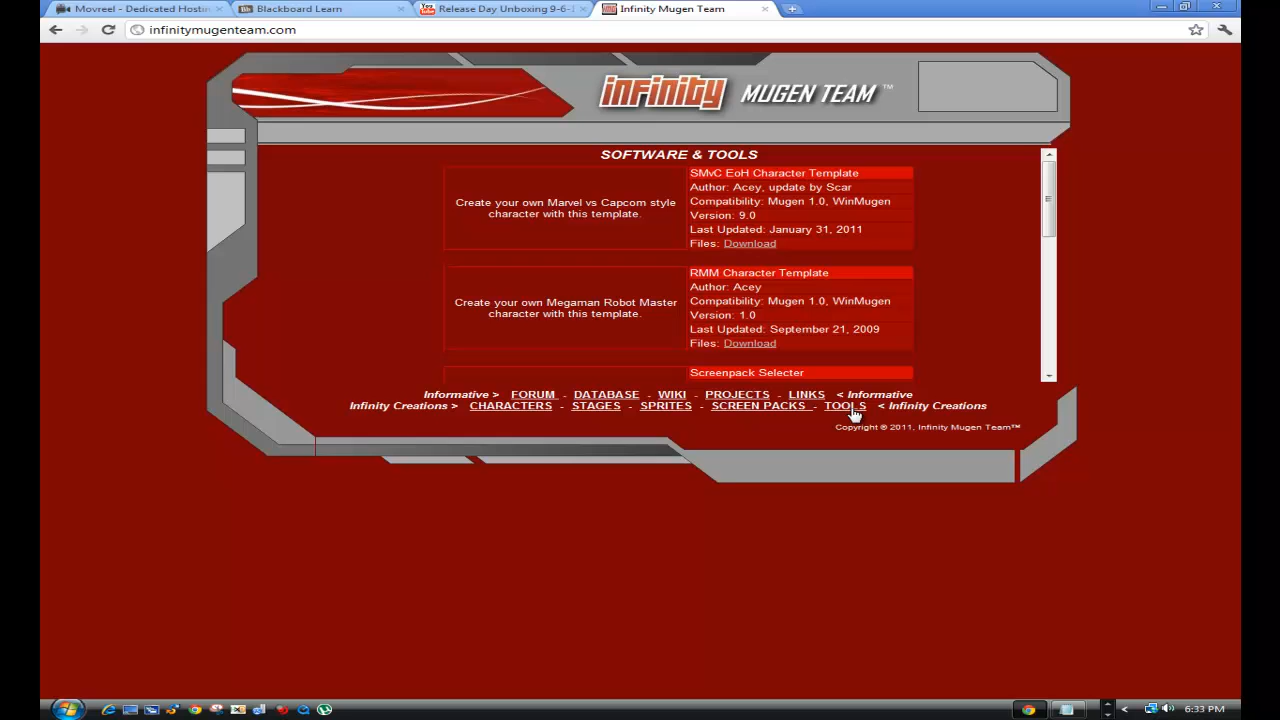 Movreel - Dedicated Hostin
Blackboard Learn
Release Day Unboxing 9-6-1
Infinity Mugen Team
infinitymugenteam.com
infinity MUGEN TEAM ™
SOFTWARE & TOOLS
Create your own Marvel vs Capcom style
character with this template.
SMvC EoH Character Template
Author: Acey, update by Scar
Compatibility: Mugen 1.0, WinMugen
Version: 9.0
Last Updated: January 31, 2011
Files: Download
Create your own Megaman Robot Master
character with this template.
RMM Character Template
Author: Acey
Compatibility: Mugen 1.0, WinMugen
Version: 1.0
Last Updated: September 21, 2009
Files: Download
Screenpack Selecter
Informative > FORUM - DATABASE - WIKI - PROJECTS - LINKS < Informative
Infinity Creations > CHARACTERS - STAGES - SPRITES - SCREEN PACKS - TOOLS < Infinity Creations
Copyright © 2011, Infinity Mugen Team™
6:33 PM